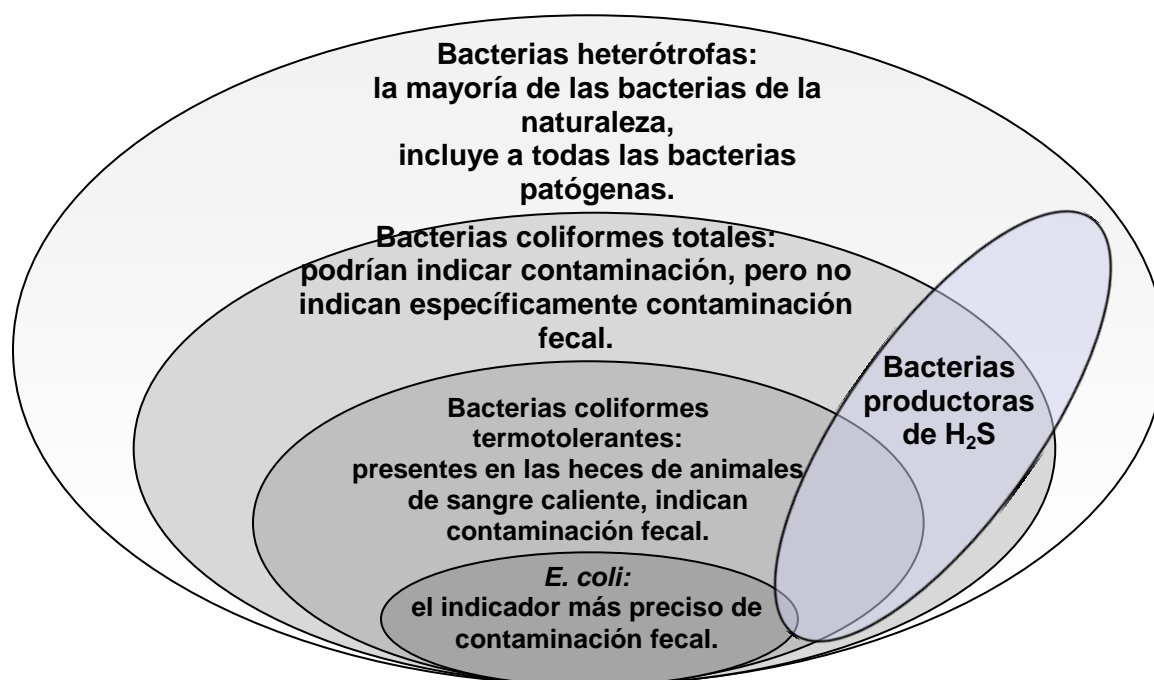 Bacterias heterótrofas:
la mayoría de las bacterias de la
naturaleza,
incluye a todas las bacterias
patógenas.
Bacterias coliformes totales:
podrían indicar contaminación, pero no
indican específicamente contaminación
fecal.
Bacterias
productoras
de H₂S
Bacterias coliformes
termotolerantes:
presentes en las heces de animales
de sangre caliente, indican
contaminación fecal.
E. coli:
el indicador más preciso de
contaminación fecal.